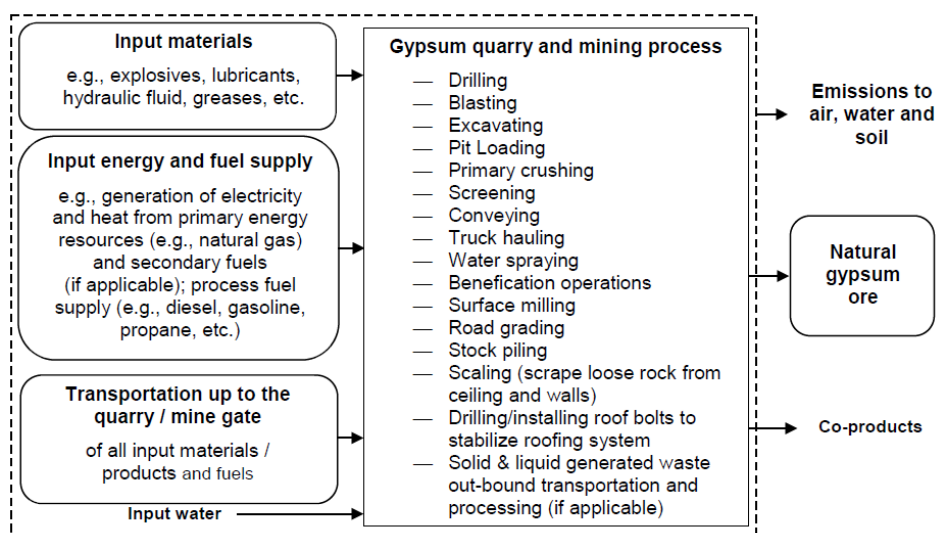 Input materials
e.g., explosives, lubricants,
hydraulic fluid, greases, etc.
Input energy and fuel supply
e.g., generation of electricity
and heat from primary energy
resources (e.g., natural gas)
and secondary fuels
(if applicable); process fuel
supply (e.g., diesel, gasoline,
propane, etc.)
Transportation up to the
quarry / mine gate
of all input materials /
products and fuels
Input water
Gypsum quarry and mining process
— Drilling
— Blasting
— Excavating
— Pit Loading
— Primary crushing
— Screening
— Conveying
— Truck hauling
— Water spraying
— Benefication operations
— Surface milling
— Road grading
— Stock piling
— Scaling (scrape loose rock from
ceiling and walls)
— Drilling/installing roof bolts to
stabilize roofing system
— Solid & liquid generated waste
out-bound transportation and
processing (if applicable)
Emissions to
air, water and
soil
Natural
gypsum
ore
Co-products